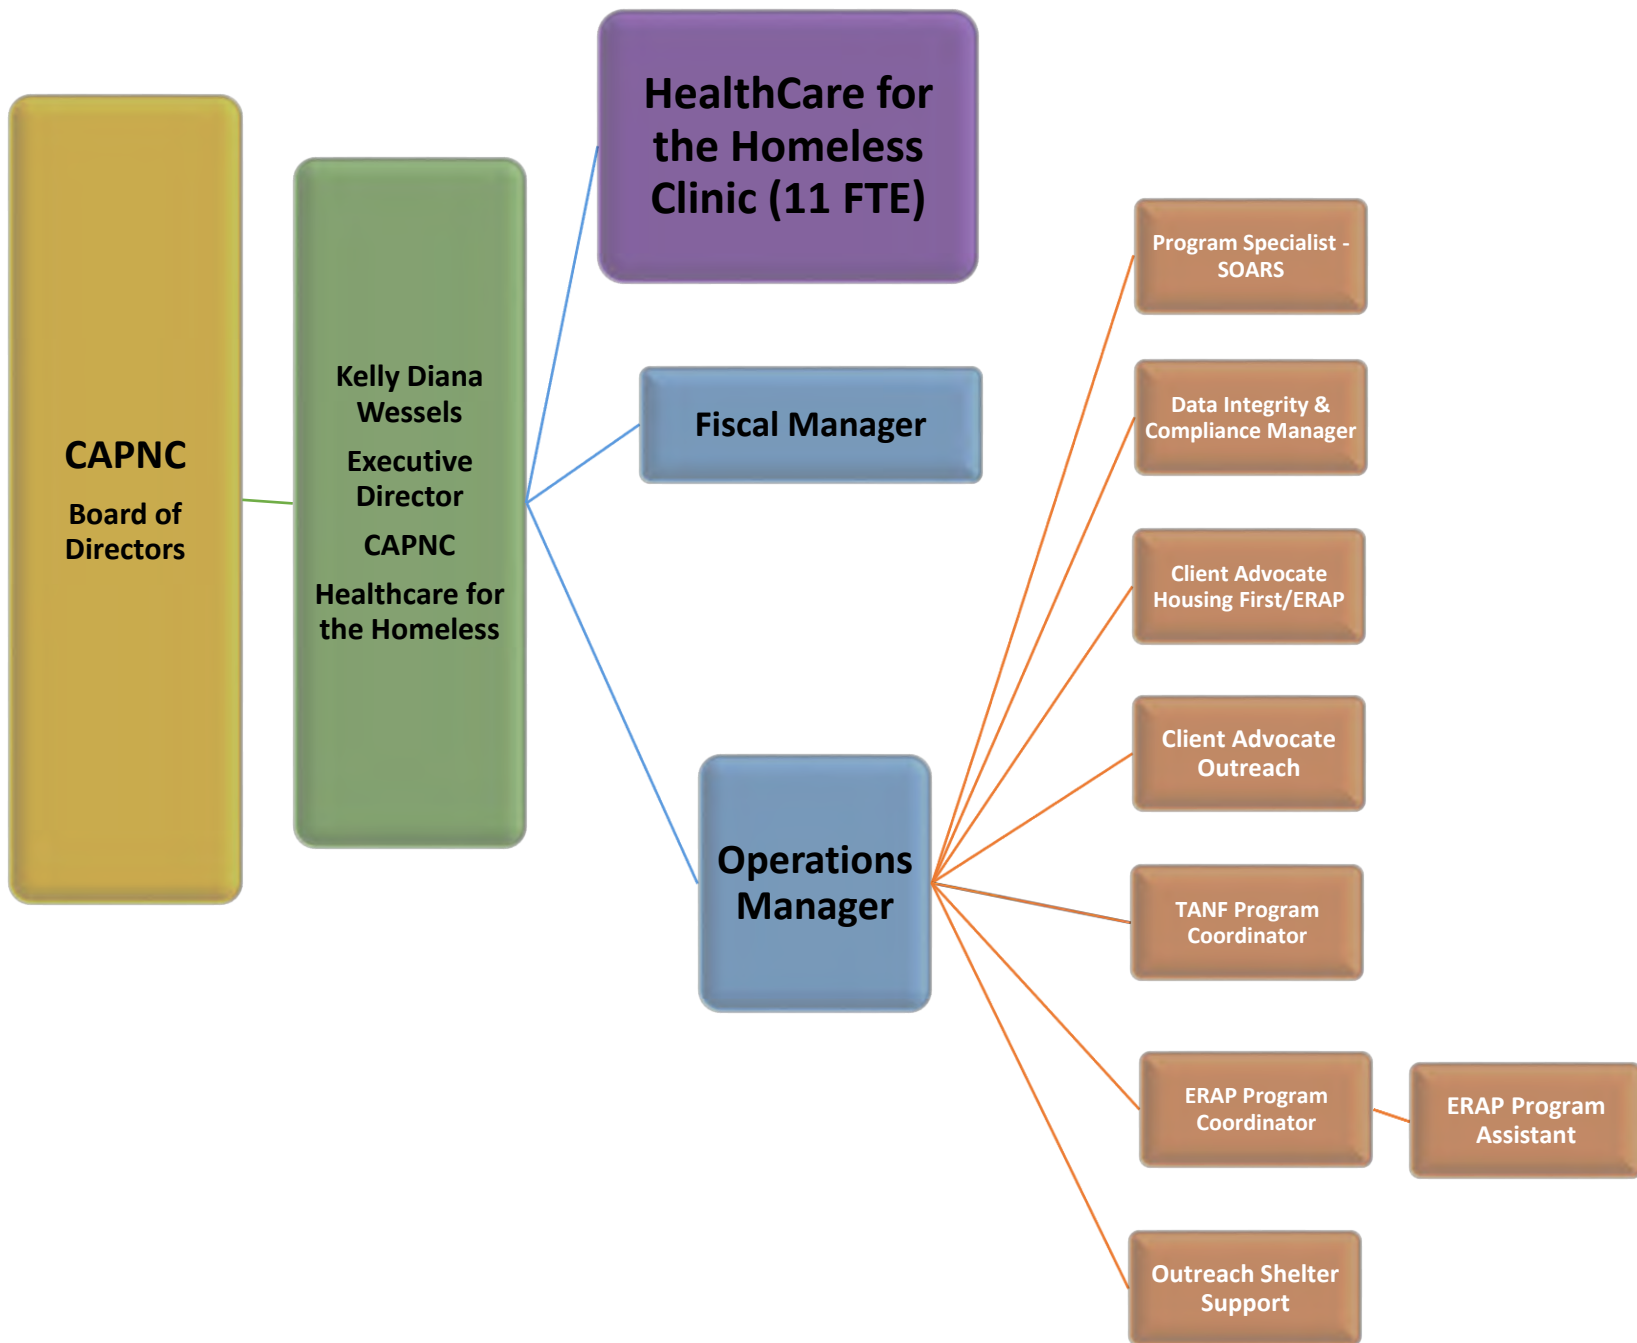 CAPNC
Board of
Directors
Kelly Diana
Wessels
Executive
Director
CAPNC
Healthcare for
the Homeless
HealthCare for
the Homeless
Clinic (11 FTE)
Fiscal Manager
Operations
Manager
Program Specialist -
SOARS
Data Integrity &
Compliance Manager
Client Advocate
Housing First/ERAP
Client Advocate
Outreach
TANF Program
Coordinator
ERAP Program
Coordinator
ERAP Program
Assistant
Outreach Shelter
Support